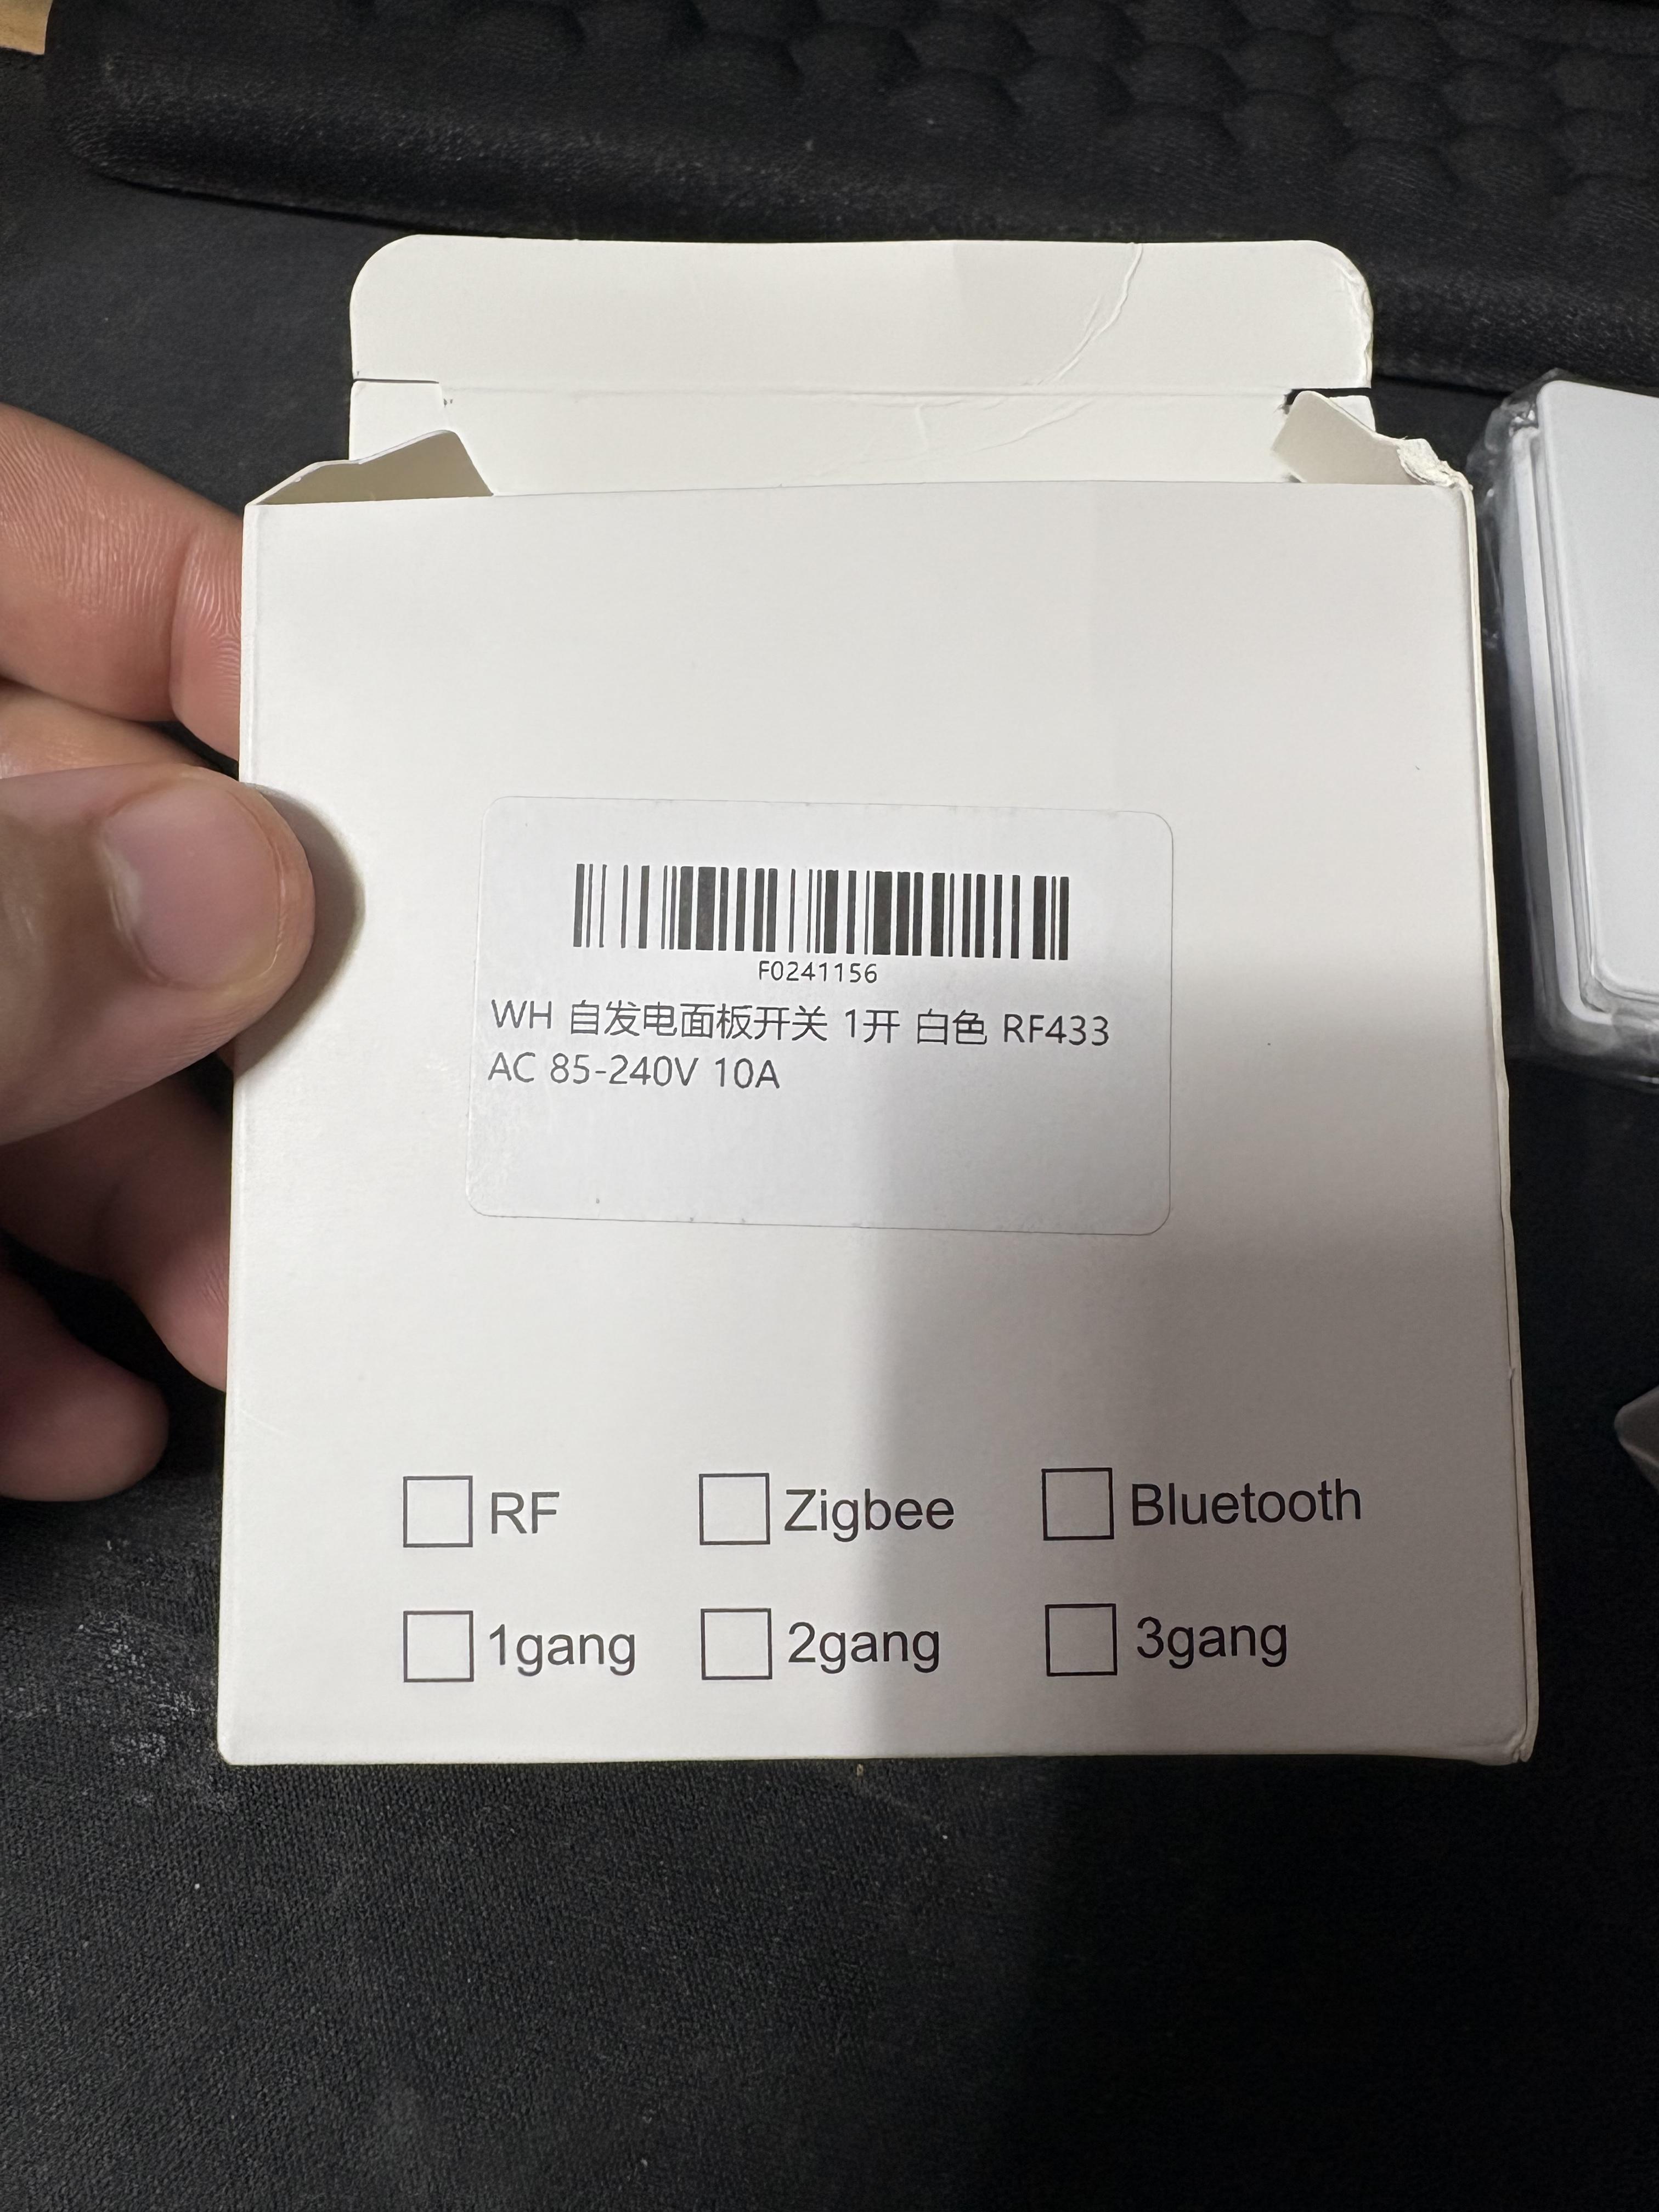 F0241156
WH 自发电面板开关 1开 白色 RF433
AC 85-240V 10A
RF Zigbee Bluetooth
1gang 2gang 3gang